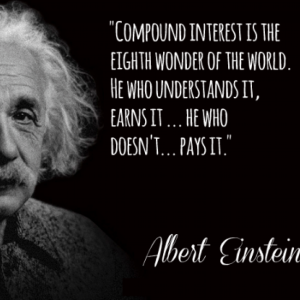 "Compound interest is the
eighth wonder of the world.
He who understands it,
earns it ... he who
doesn't... pays it."
Albert Einstein